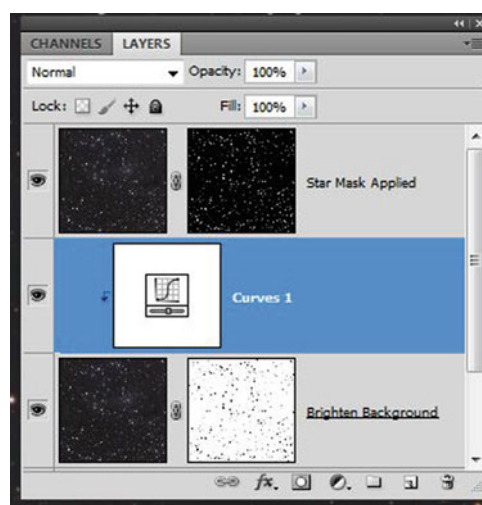 CHANNELS LAYERS
Normal Opacity: 100%
Lock: Fill: 100%
Star Mask Applied
Curves 1
Brighten Background
fx.